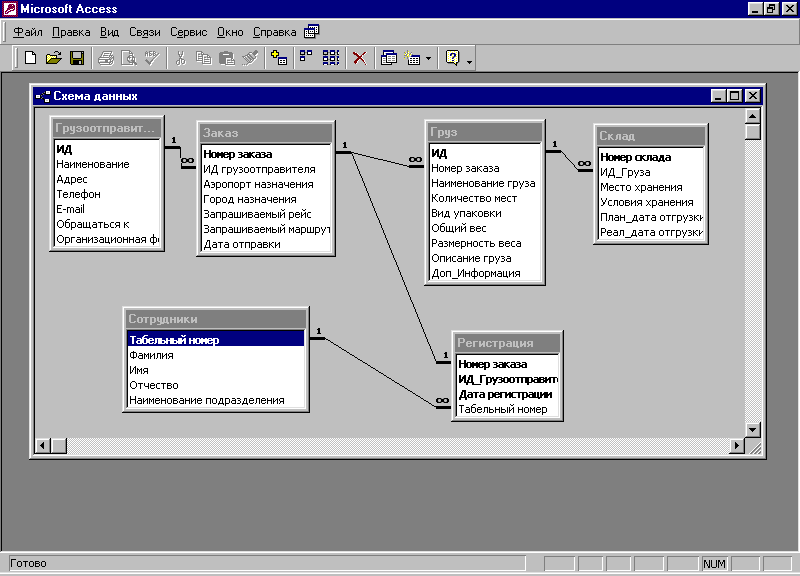 Microsoft Access
Файл Правка Вид Связи Сервис Окно Справка
Схема данных
Грузоотправит...
ИД
Наименование
Адрес
Телефон
E-mail
Обращаться к
Организационная ф
1
∞
Заказ
Номер заказа
ИД грузоотправителя
Аэропорт назначения
Город назначения
Запрашиваемый рейс
Запрашиваемый маршрут
Дата отправки
1
∞
Груз
ИД
Номер заказа
Наименование груза
Количество мест
Вид упаковки
Общий вес
Размерность веса
Описание груза
Доп_Информация
1
∞
Склад
Номер склада
ИД_Груза
Место хранения
Условия хранения
План_дата отгрузки
Реал_дата отгрузки
Сотрудники
Табельный номер
Фамилия
Имя
Отчество
Наименование подразделения
1
1
∞
Регистрация
Номер заказа
ИД_Грузоотправит
Дата регистрации
Табельный номер
Готово
NUM